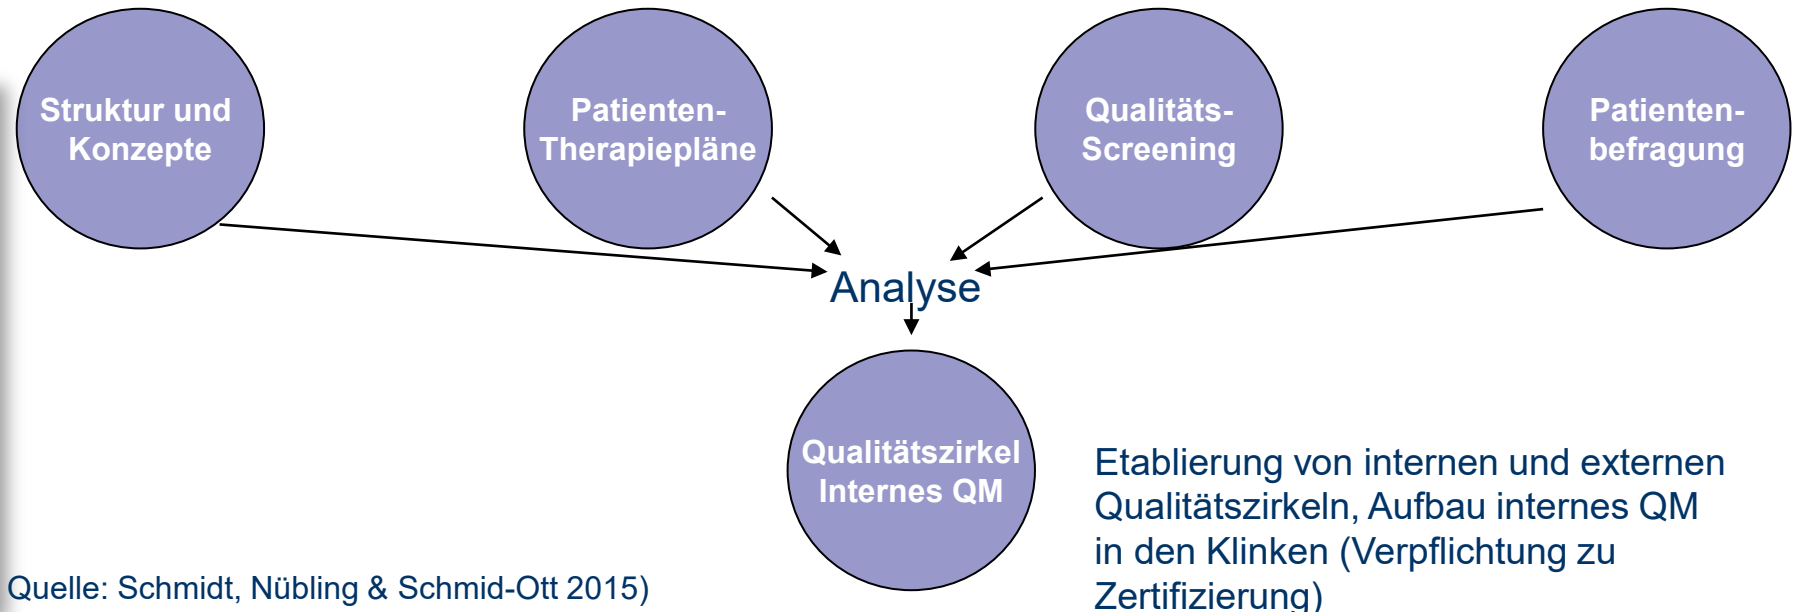 Struktur und
Konzepte
Patienten-
Therapiepläne
Qualitäts-
Screening
Patienten-
befragung
Analyse
Qualitätszirkel
Internes QM
Etablierung von internen und externen
Qualitätszirkeln, Aufbau internes QM
in den Klinken (Verpflichtung zu
Zertifizierung)
Quelle: Schmidt, Nübling & Schmid-Ott 2015)